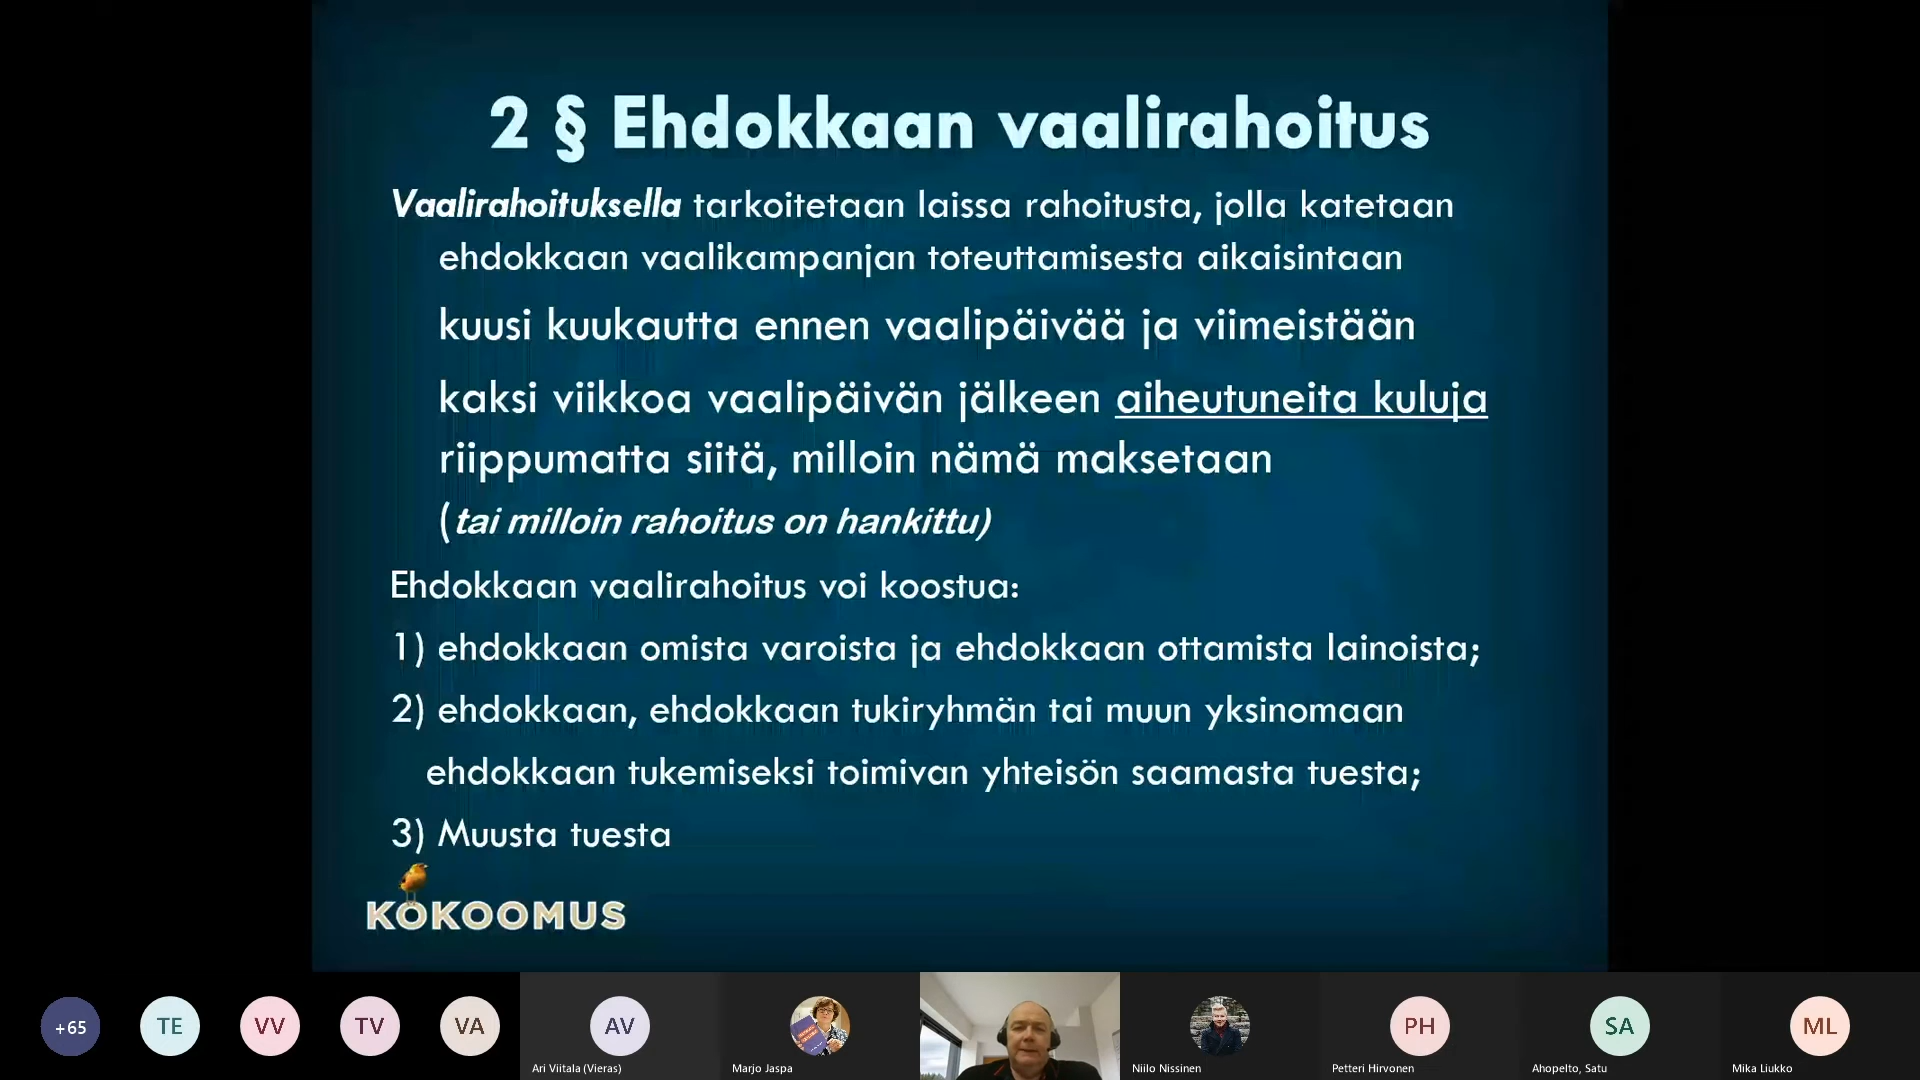 2 § Ehdokkaan vaalirahoitus
Vaalirahoituksella tarkoitetaan laissa rahoitusta, jolla katetaan
ehdokkaan vaalikampanjan toteuttamisesta aikaisintaan
kuusi kuukautta ennen vaalipäivää ja viimeistään
kaksi viikkoa vaalipäivän jälkeen aiheutuneita kuluja
riippumatta siitä, milloin nämä maksetaan
(tai milloin rahoitus on hankittu)
Ehdokkaan vaalirahoitus voi koostua:
1) ehdokkaan omista varoista ja ehdokkaan ottamista lainoista;
2) ehdokkaan, ehdokkaan tukiryhmän tai muun yksinomaan
ehdokkaan tukemiseksi toimivan yhteisön saamasta tuesta;
3) Muusta tuesta
KOKOOMUS
+65
TE
VV
TV
VA
AV
Ari Viitala (Vieras)
Marjo Jaspa
Niilo Nissinen
PH
Petteri Hirvonen
SA
Ahopelto, Satu
ML
Mika Liukko